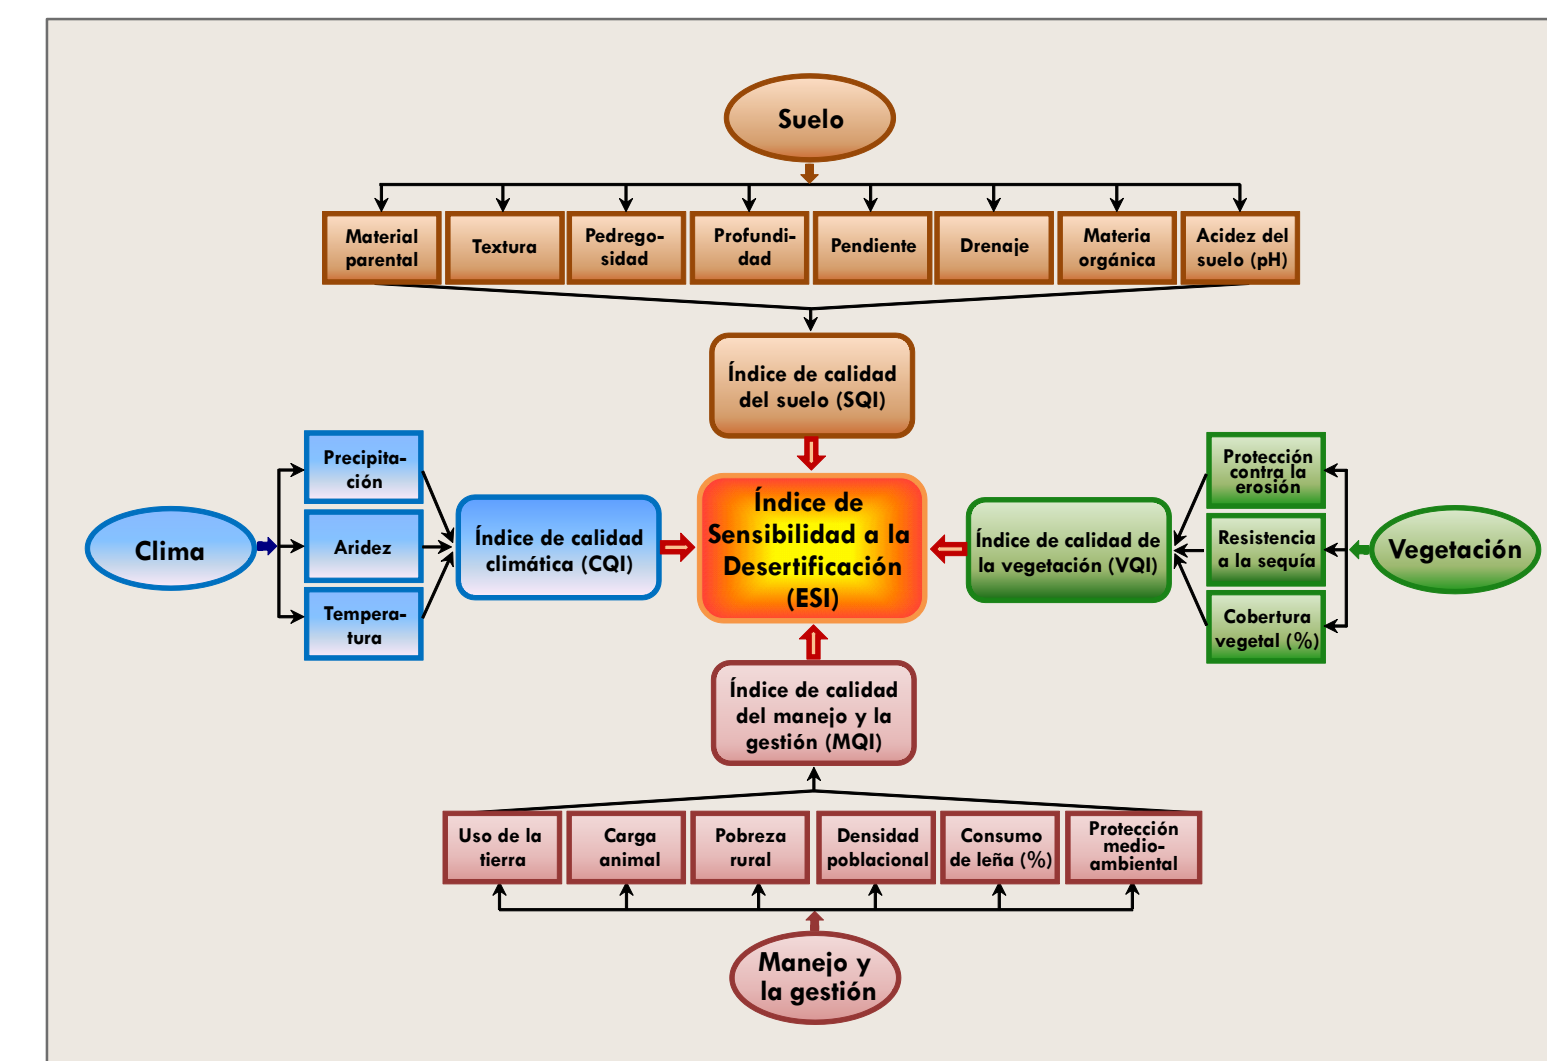 Suelo
Material
parental
Textura
Pedrego-
sidad
Profundi-
dad
Pendiente
Drenaje
Materia
orgánica
Acidez del
suelo (pH)
Índice de calidad
del suelo (SQI)
Clima
Precipita-
ción
Aridez
Tempera-
tura
Índice de calidad
climática (CQI)
Índice de
Sensibilidad a la
Desertificación
(ESI)
Índice de calidad de
la vegetación (VQI)
Protección
contra la
erosión
Resistencia
a la sequía
Cobertura
vegetal (%)
Vegetación
Índice de calidad
del manejo y la
gestión (MQI)
Uso de la
tierra
Carga
animal
Pobreza
rural
Densidad
poblacional
Consumo
de leña (%)
Protección
medio-
ambiental
Manejo y
la gestión